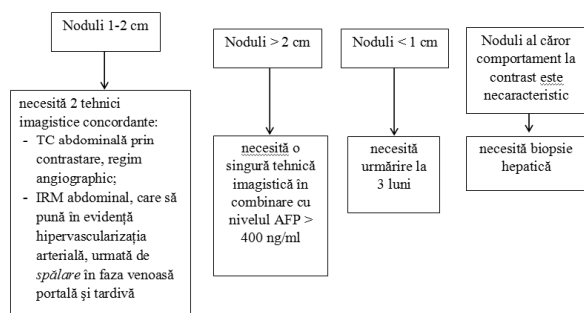 Noduli 1-2 cm
necesită 2 tehnici
imagistice concordante:
- TC abdominală prin
contrastare, regim
angiographic;
- IRM abdominal, care să
pună în evidență
hipervascularizația
arterială, urmată de
spălare în faza venoasă
portală şi tardivă
Noduli > 2 cm
necesită o
singură tehnică
imagistică în
combinare cu
nivelul AFP >
400 ng/ml
Noduli < 1 cm
necesită
urmărire la
3 luni
Noduli al căror
comportament la
contrast este
necaracteristic
necesită biopsie
hepatică